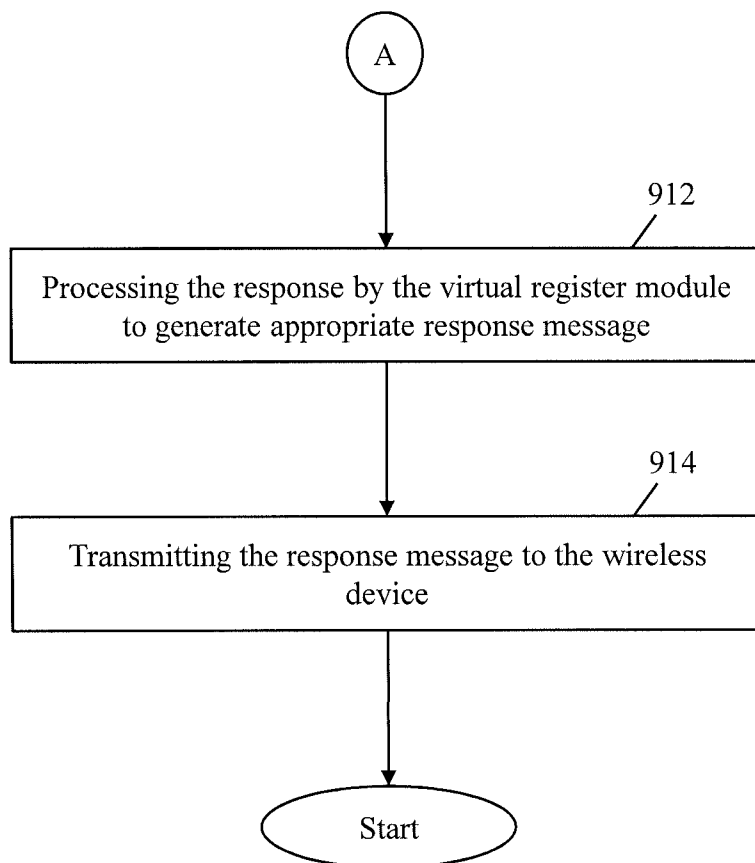 A
912
Processing the response by the virtual register module
to generate appropriate response message
914
Transmitting the response message to the wireless
device
Start